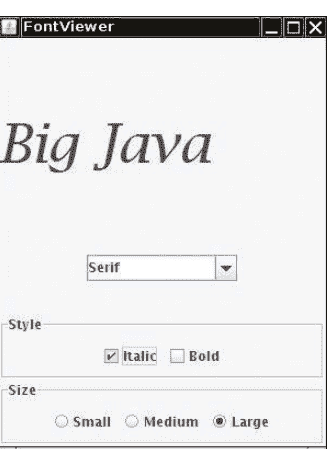 FontViewer
Big Java
Serif
Style
Italic Bold
Size
Small Medium Large